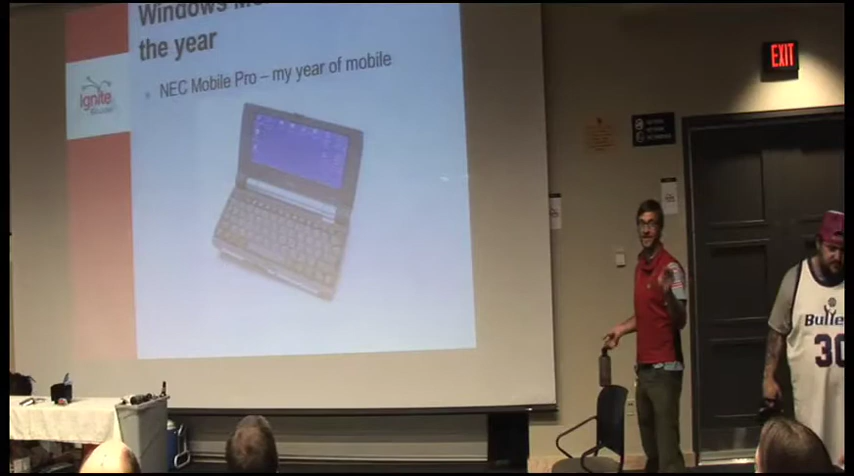 Windows
the year
NEC Mobile Pro – my year of mobile
Ignite
EXIT
Bulle
30